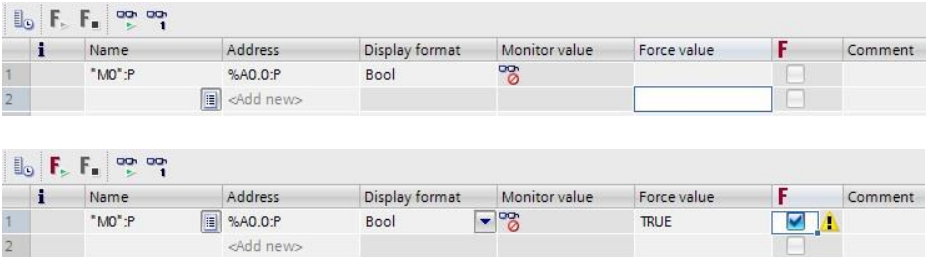 F F
i Name Address Display format Monitor value Force value F Comment
1 "M0":P %A0.0:P Bool
2 <Add new>
F F
i Name Address Display format Monitor value Force value F Comment
1 "M0":P %A0.0:P Bool TRUE
2 <Add new>